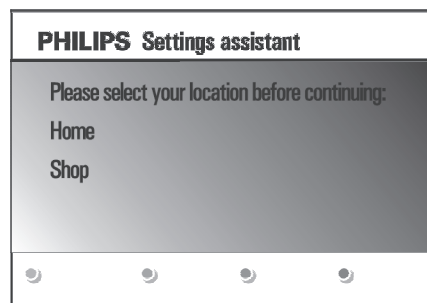 PHILIPS Settings assistant
Please select your location before continuing:
Home
Shop